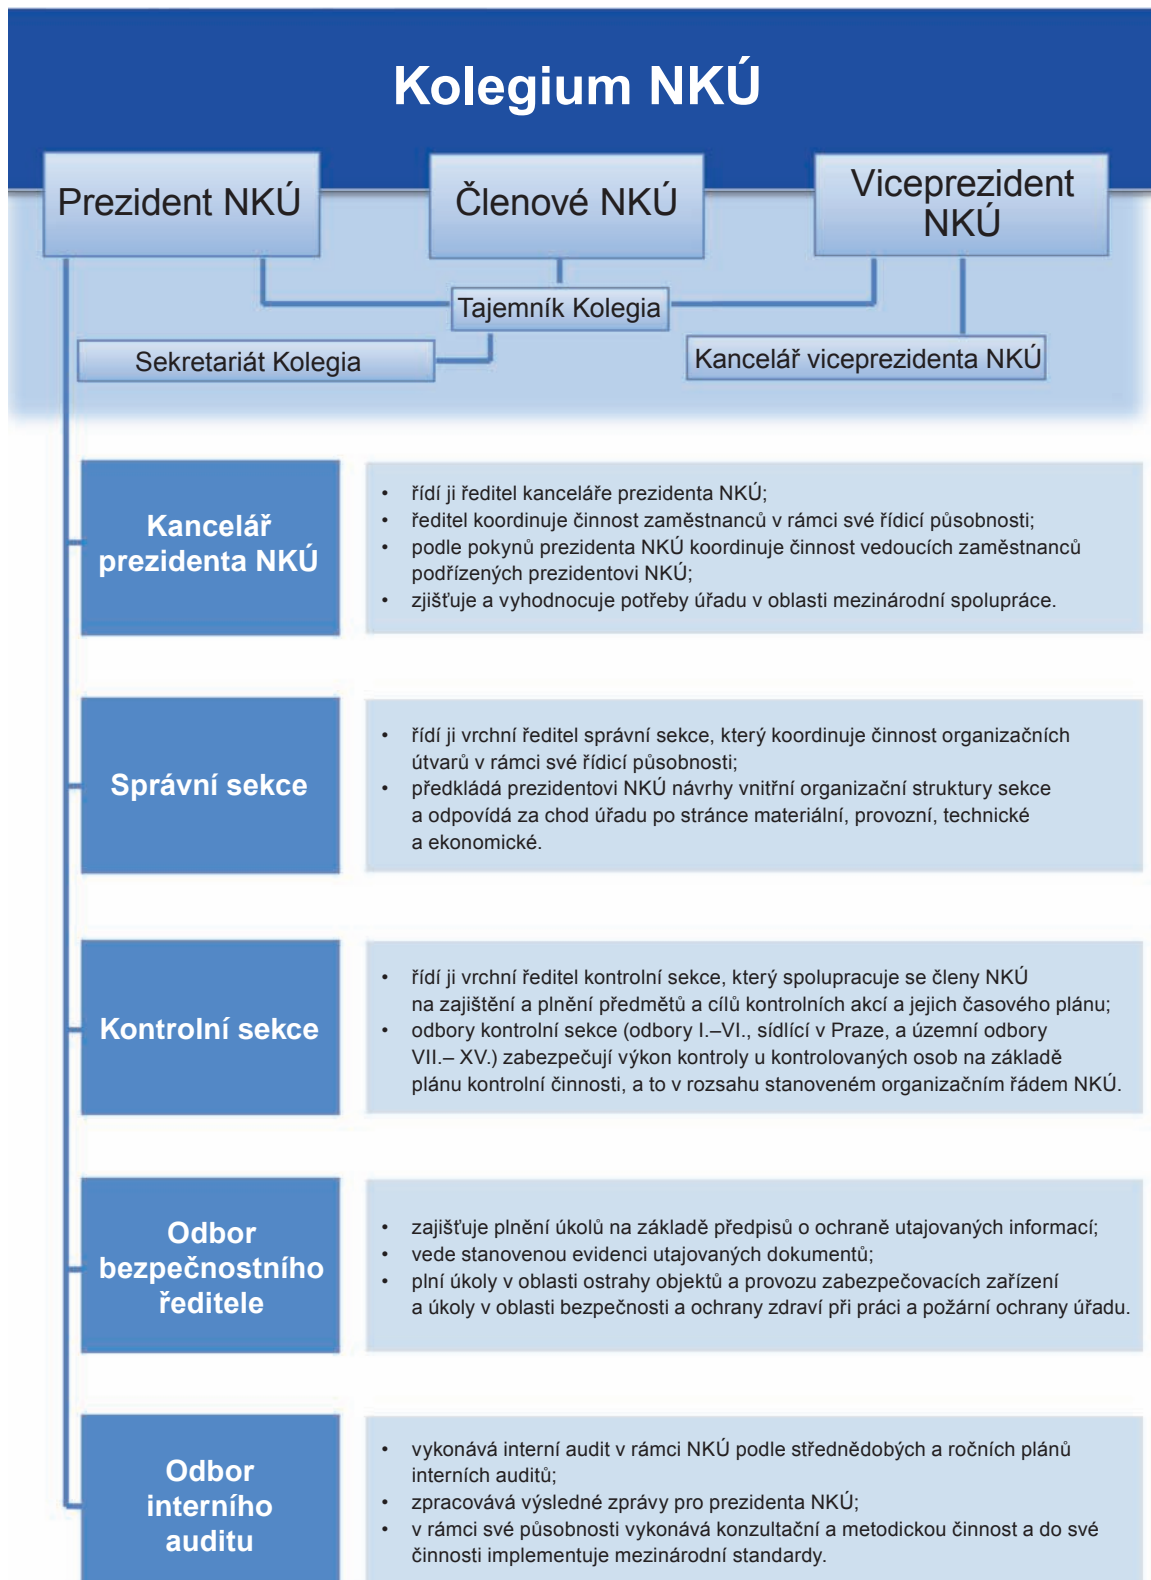 Kolegium NKÚ
Prezident NKÚ
Členové NKÚ
Viceprezident
NKÚ
Tajemník Kolegia
Sekretariát Kolegia
Kancelář viceprezidenta NKÚ
Kancelář
prezidenta NKÚ
• řídí ji ředitel kanceláře prezidenta NKÚ;
• ředitel koordinuje činnost zaměstnanců v rámci své řídicí působnosti;
• podle pokynů prezidenta NKÚ koordinuje činnost vedoucích zaměstnanců
podřízených prezidentovi NKÚ;
• zjišťuje a vyhodnocuje potřeby úřadu v oblasti mezinárodní spolupráce.
Správní sekce
• řídí ji vrchní ředitel správní sekce, který koordinuje činnost organizačních
útvarů v rámci své řídicí působnosti;
• předkládá prezidentovi NKÚ návrhy vnitřní organizační struktury sekce
a odpovídá za chod úřadu po stránce materiální, provozní, technické
a ekonomické.
Kontrolní sekce
• řídí ji vrchní ředitel kontrolní sekce, který spolupracuje se členy NKÚ
na zajištění a plnění předmětů a cílů kontrolních akcí a jejich časového plánu;
• odbory kontrolní sekce (odbory I.–VI., sídlící v Praze, a územní odbory
VII.– XV.) zabezpečují výkon kontroly u kontrolovaných osob na základě
plánu kontrolní činnosti, a to v rozsahu stanoveném organizačním řádem NKÚ.
Odbor
bezpečnostního
ředitele
• zajišťuje plnění úkolů na základě předpisů o ochraně utajovaných informací;
• vede stanovenou evidenci utajovaných dokumentů;
• plní úkoly v oblasti ostrahy objektů a provozu zabezpečovacích zařízení
a úkoly v oblasti bezpečnosti a ochrany zdraví při práci a požární ochrany úřadu.
Odbor
interního
auditu
• vykonává interní audit v rámci NKÚ podle střednědobých a ročních plánů
interních auditů;
• zpracovává výsledné zprávy pro prezidenta NKÚ;
• v rámci své působnosti vykonává konzultační a metodickou činnost a do své
činnosti implementuje mezinárodní standardy.